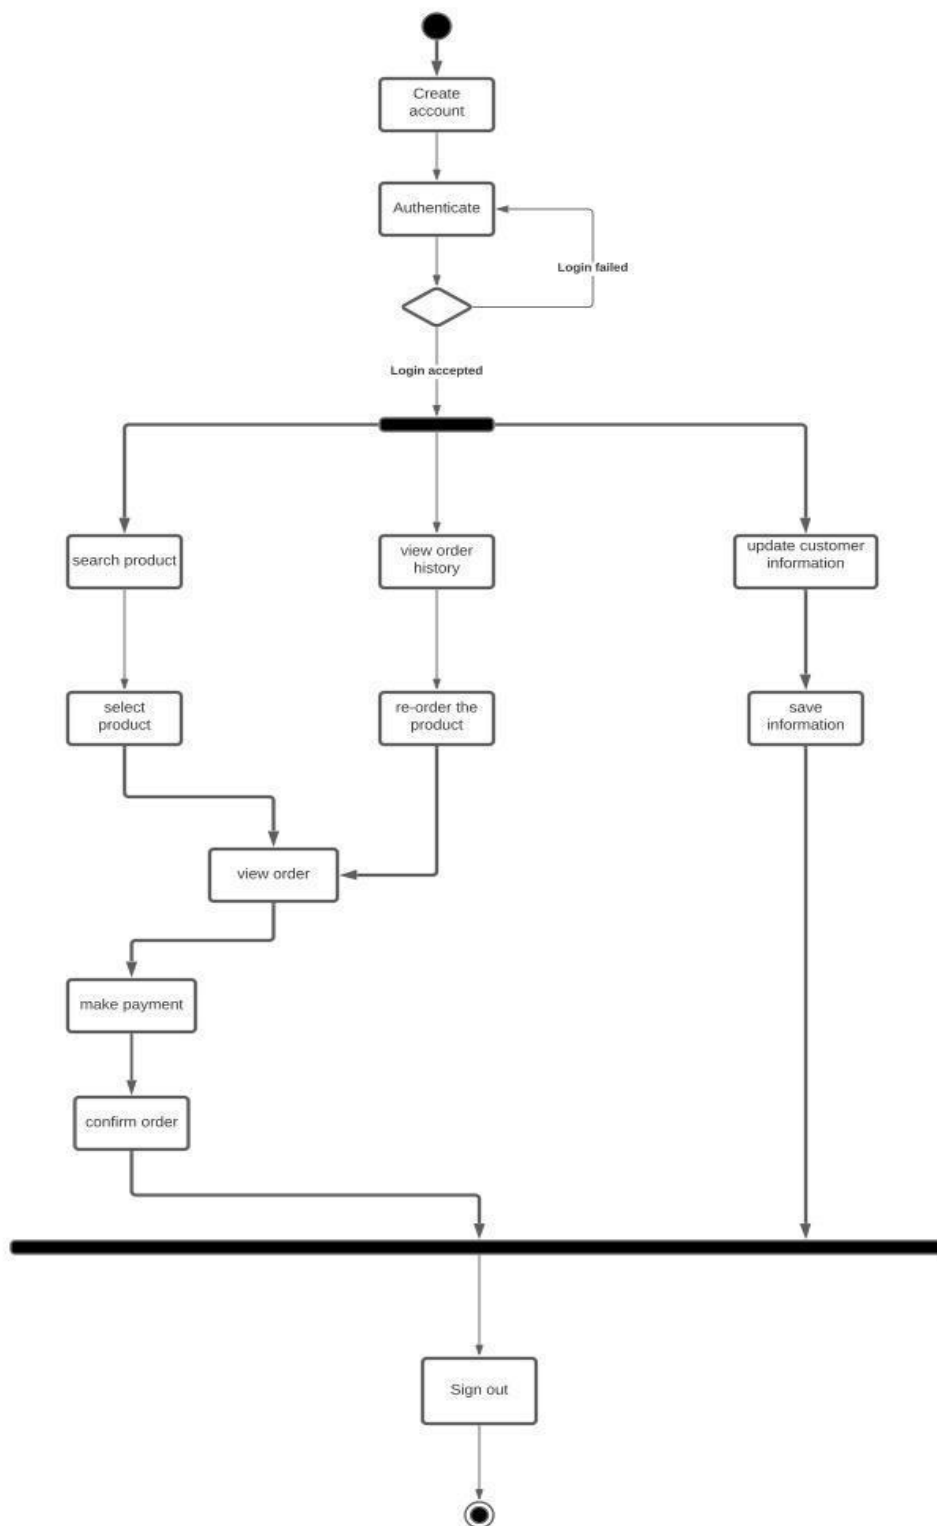 Create
account
Authenticate
Login failed
Login accepted
search product
view order
history
update customer
information
select
product
re-order the
product
save
information
view order
make payment
confirm order
Sign out